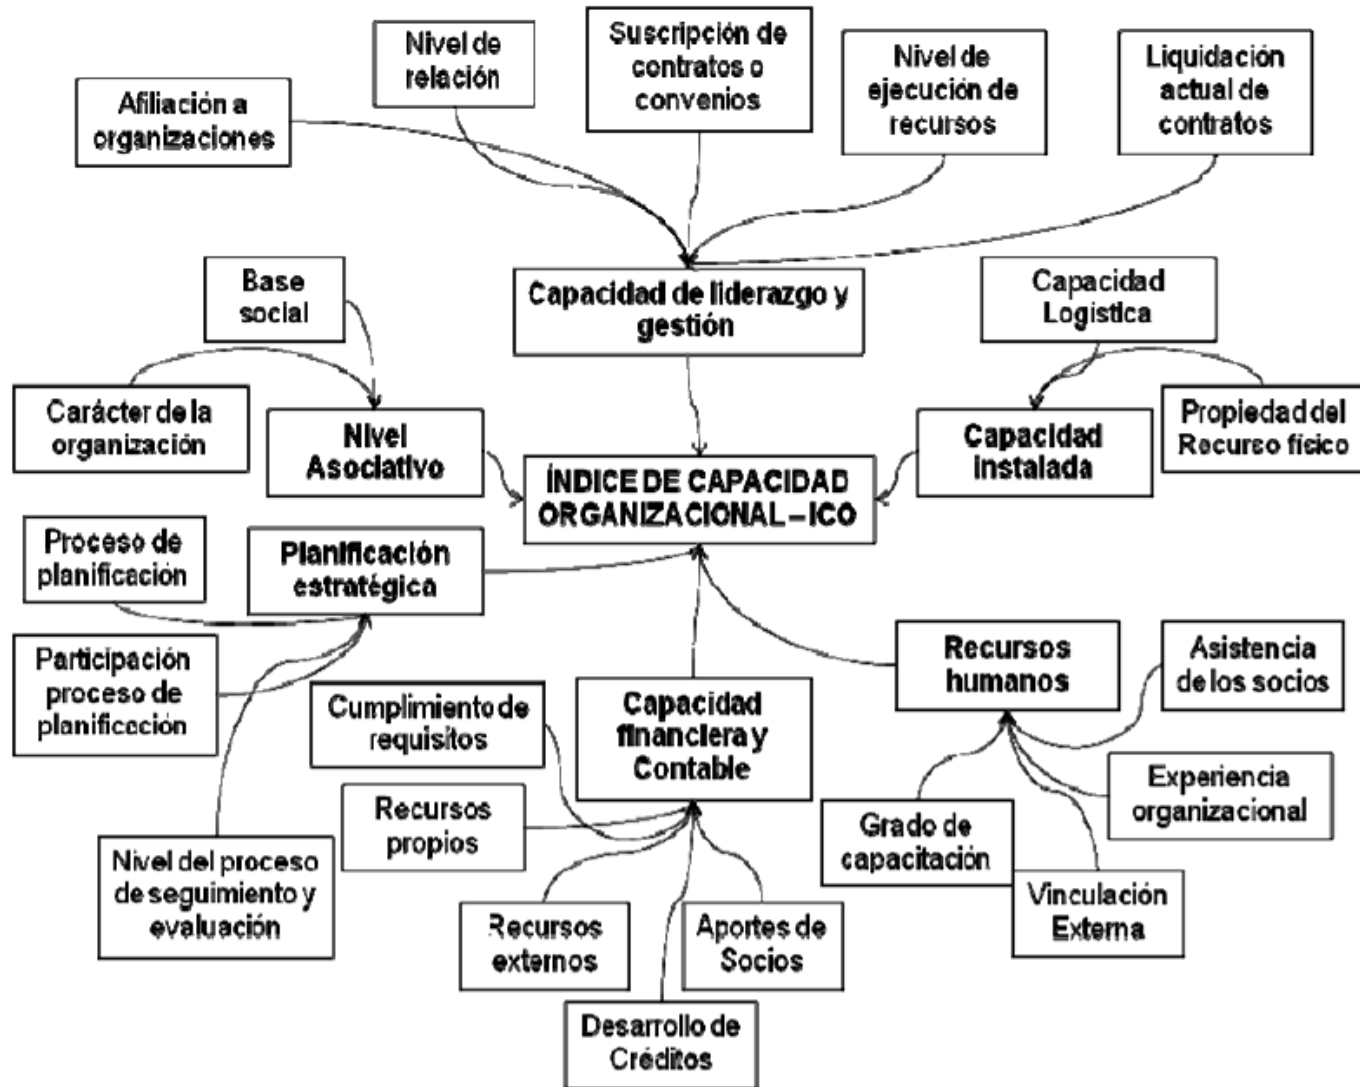 Nivel de
relación
Suscripción de
contratos o
convenios
Nivel de
ejecución de
recursos
Liquidación
actual de
contratos
Afiliación a
organizaciones
Base
social
Capacidad de liderazgo y
gestión
Capacidad
Logistica
Carácter de la
organización
Nivel
Asociativo
Capacidad
instalada
Propiedad del
Recurso físico
ÍNDICE DE CAPACIDAD
ORGANIZACIONAL – ICO
Proceso de
planificación
Planificación
estratégica
Participación
proceso de
planificación
Recursos
humanos
Asistencia
de los socios
Cumplimiento de
requisitos
Capacidad
financiera y
Contable
Experiencia
organizacional
Recursos
propios
Grado de
capacitación
Nivel del proceso
de seguimiento y
evaluación
Vinculación
Externa
Recursos
externos
Aportes de
Socios
Desarrollo de
Créditos